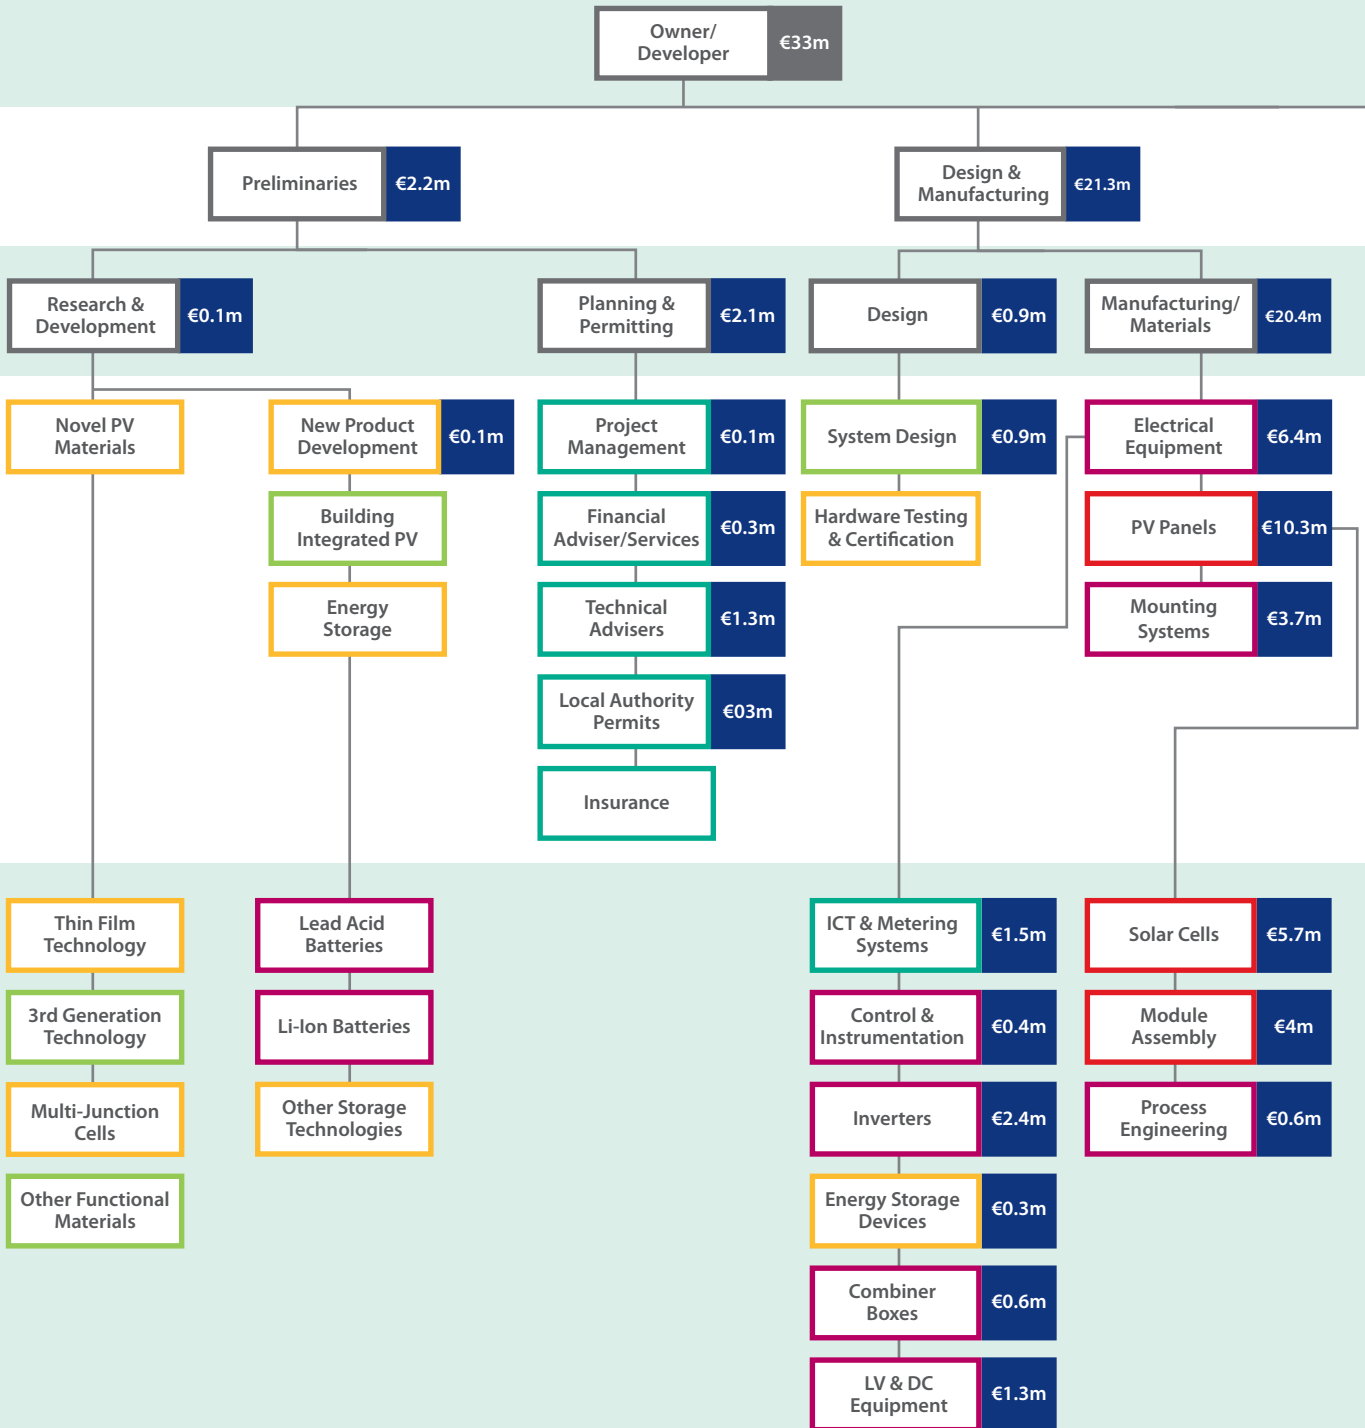 Owner/
Developer
€33m
Preliminaries
€2.2m
Design &
Manufacturing
€21.3m
Research &
Development
€0.1m
Planning &
Permitting
€2.1m
Design
€0.9m
Manufacturing/
Materials
€20.4m
Novel PV
Materials
New Product
Development
€0.1m
Project
Management
€0.1m
System Design
€0.9m
Electrical
Equipment
€6.4m
Building
Integrated PV
Financial
Adviser/Services
€0.3m
Hardware Testing
& Certification
PV Panels
€10.3m
Energy
Storage
Technical
Advisers
€1.3m
Mounting
Systems
€3.7m
Local Authority
Permits
€03m
Insurance
Thin Film
Technology
Lead Acid
Batteries
ICT & Metering
Systems
€1.5m
Solar Cells
€5.7m
3rd Generation
Technology
Li-Ion Batteries
Control &
Instrumentation
€0.4m
Module
Assembly
€4m
Multi-Junction
Cells
Other Storage
Technologies
Inverters
€2.4m
Process
Engineering
€0.6m
Other Functional
Materials
Energy Storage
Devices
€0.3m
Combiner
Boxes
€0.6m
LV & DC
Equipment
€1.3m